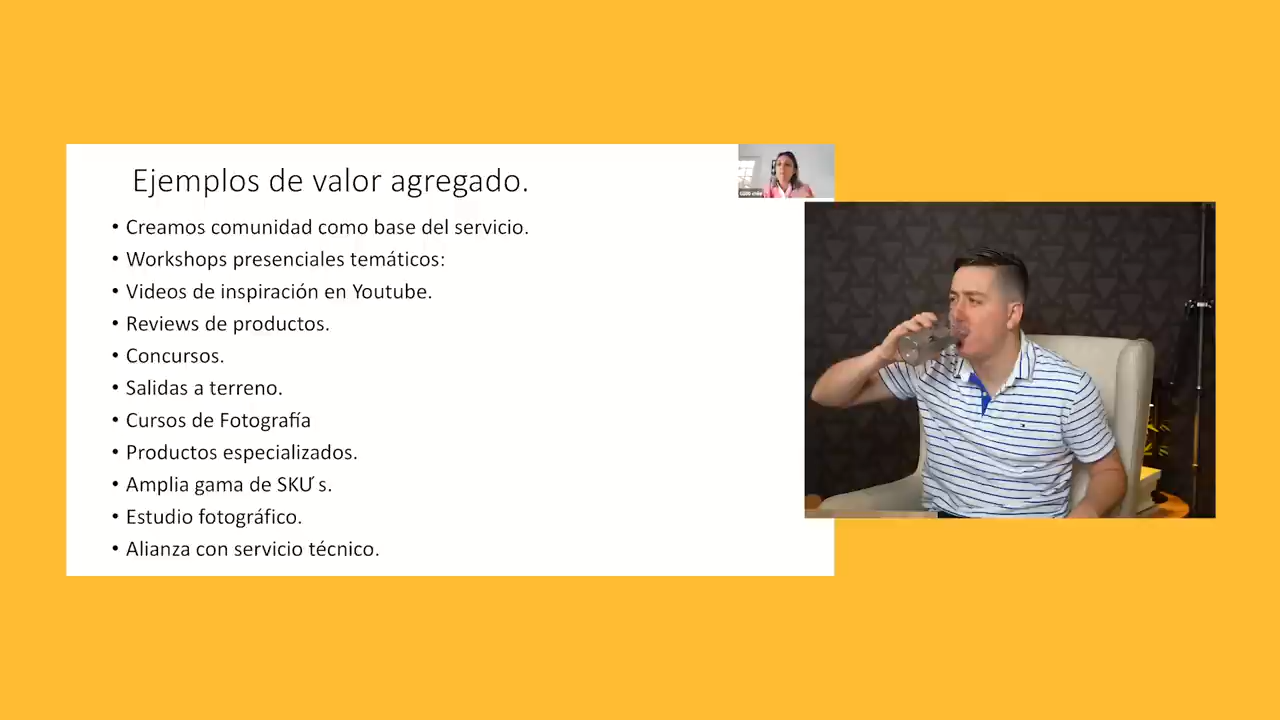 Ejemplos de valor agregado.
• Creamos comunidad como base del servicio.
• Workshops presenciales temáticos:
• Videos de inspiración en Youtube.
• Reviews de productos.
• Concursos.
• Salidas a terreno.
• Cursos de Fotografía
• Productos especializados.
• Amplia gama de SKU´s.
• Estudio fotográfico.
• Alianza con servicio técnico.